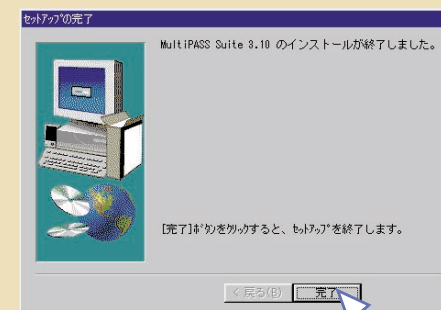 ｾｯﾄｱｯﾌﾟの完了
MultiPASS Suite 3.10 のインストールが終了しました。
[完了]ﾎﾞﾀﾝをｸﾘｯｸすると、ｾｯﾄｱｯﾌﾟを終了します。
< 戻る(B)
完了